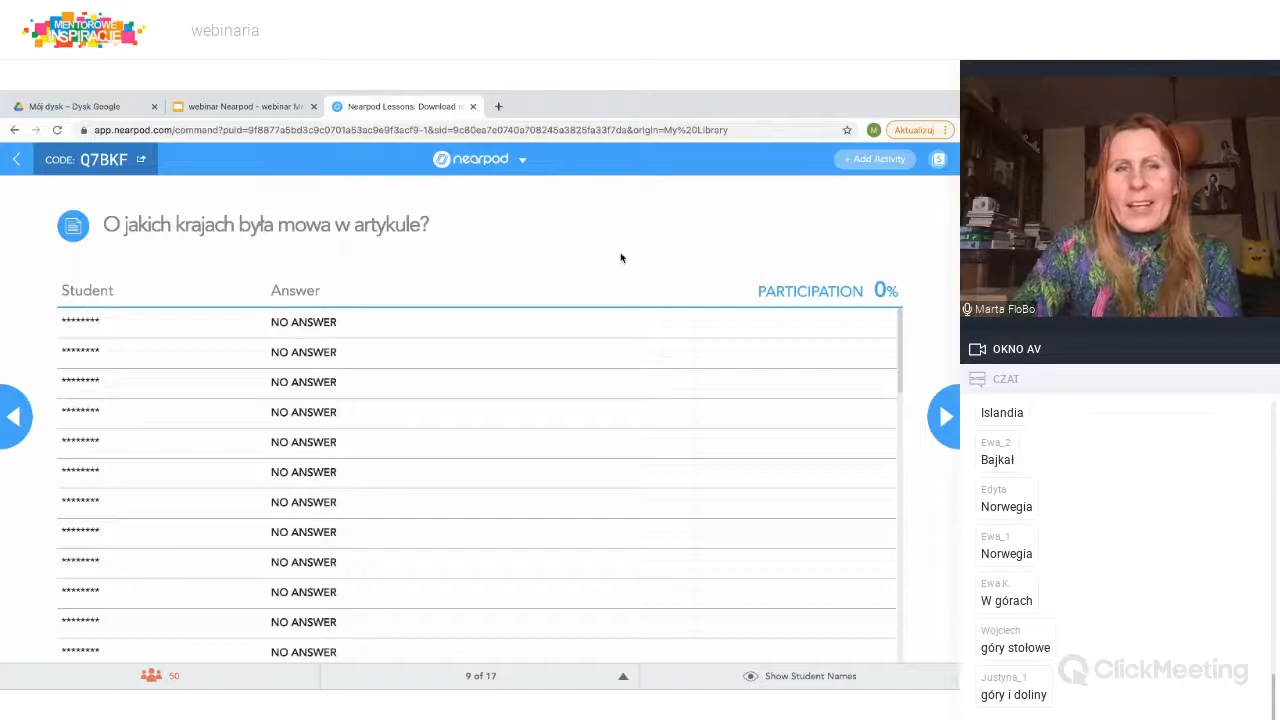 MENTOROWE
INSPIRACJE
webinaria
Mój dysk – Dysk Google
webinar Nearpod - webinar M
Nearpod Lessons: Download
app.nearpod.com/command?puid=9f8877a5bd3c9c0701a53ac9e9f3acf9-1&sid=9c80ea7e0740a708245a3825fa33f7da&origin=My%20Library
M
Aktualizuj
CODE: Q7BKF
nearpod
+ Add Activity
S
O jakich krajach była mowa w artykule?
Student Answer PARTICIPATION 0%
******** NO ANSWER
******** NO ANSWER
******** NO ANSWER
******** NO ANSWER
******** NO ANSWER
******** NO ANSWER
******** NO ANSWER
******** NO ANSWER
******** NO ANSWER
******** NO ANSWER
******** NO ANSWER
******** NO ANSWER
50
9 of 17
Show Student Names
Marta FloBo
OKNO AV
CZAT
Islandia
Ewa_2
Bajkał
Edyta
Norwegia
Ewa_1
Norwegia
Ewa K.
W górach
Wojciech
góry stołowe
Justyna_1
góry i doliny
ClickMeeting